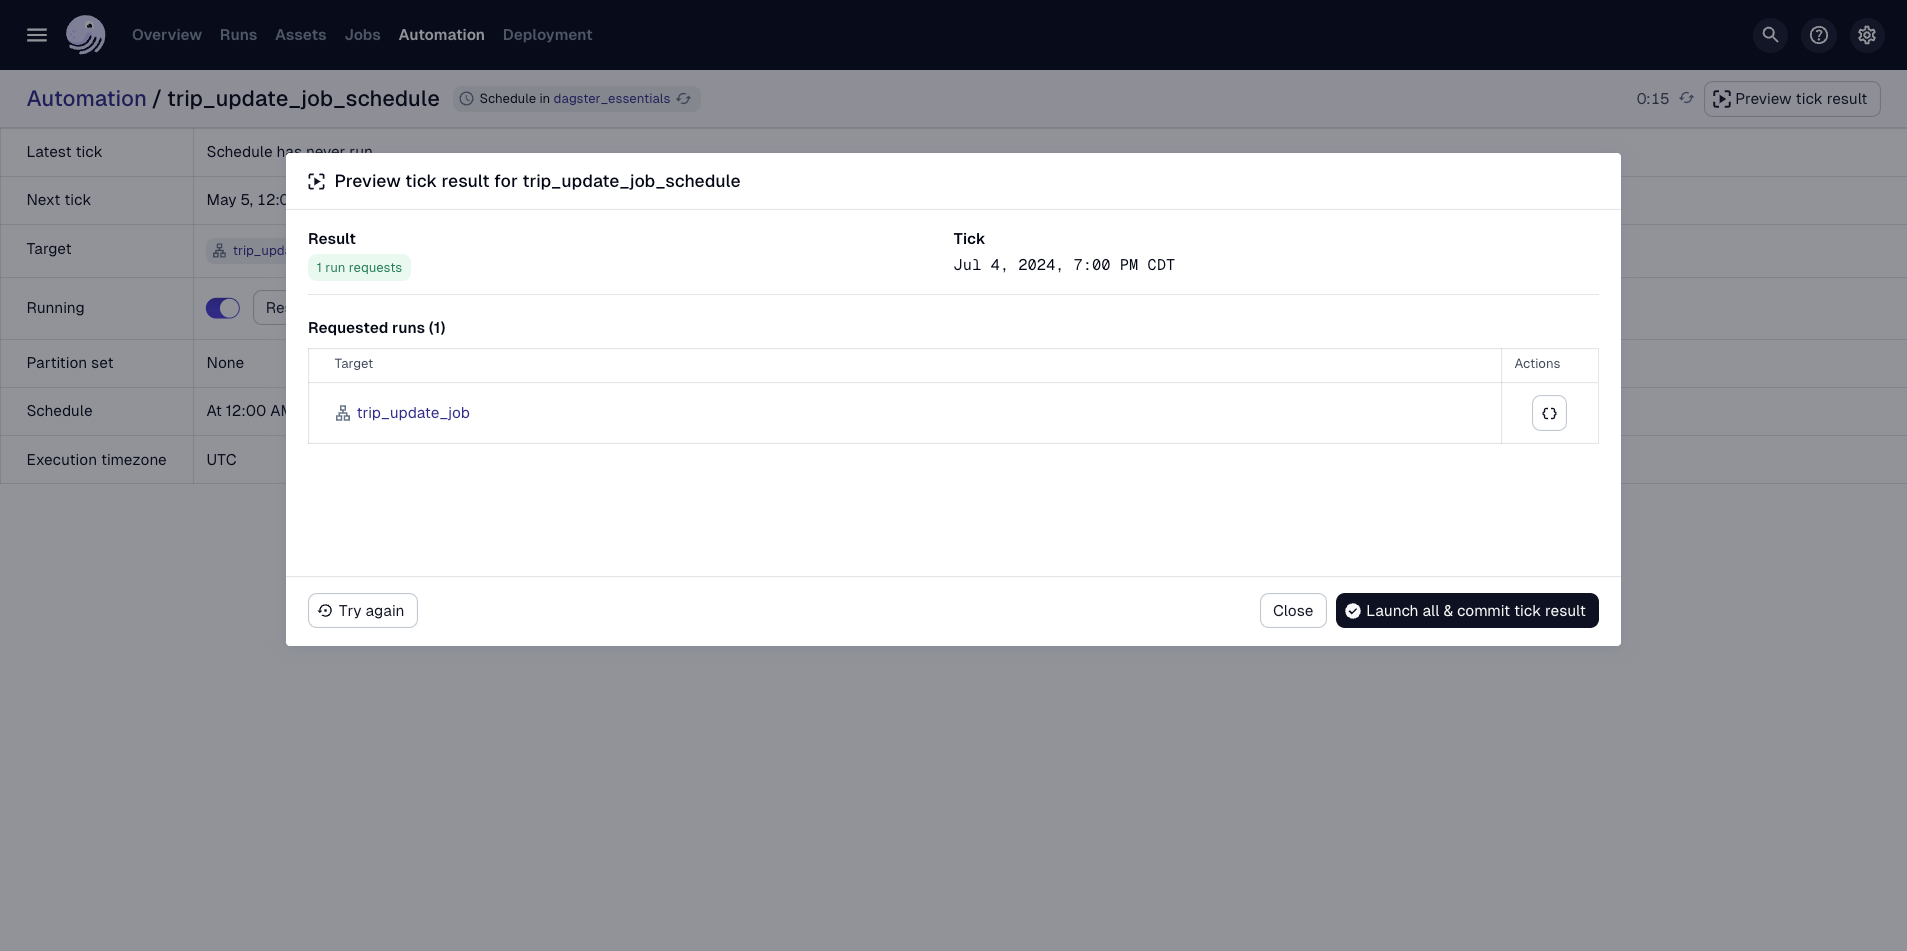 Overview Runs Assets Jobs Automation Deployment
Automation / trip_update_job_schedule Schedule in dagster_essentials 0:15 Preview tick result
Latest tick Schedule has never run
Next tick May 5, 12:0
Target trip_upda
Running Res
Partition set None
Schedule At 12:00 AM
Execution timezone UTC
Preview tick result for trip_update_job_schedule
Result Tick
1 run requests Jul 4, 2024, 7:00 PM CDT
Requested runs (1)
Target Actions
trip_update_job {}
Try again Close Launch all & commit tick result